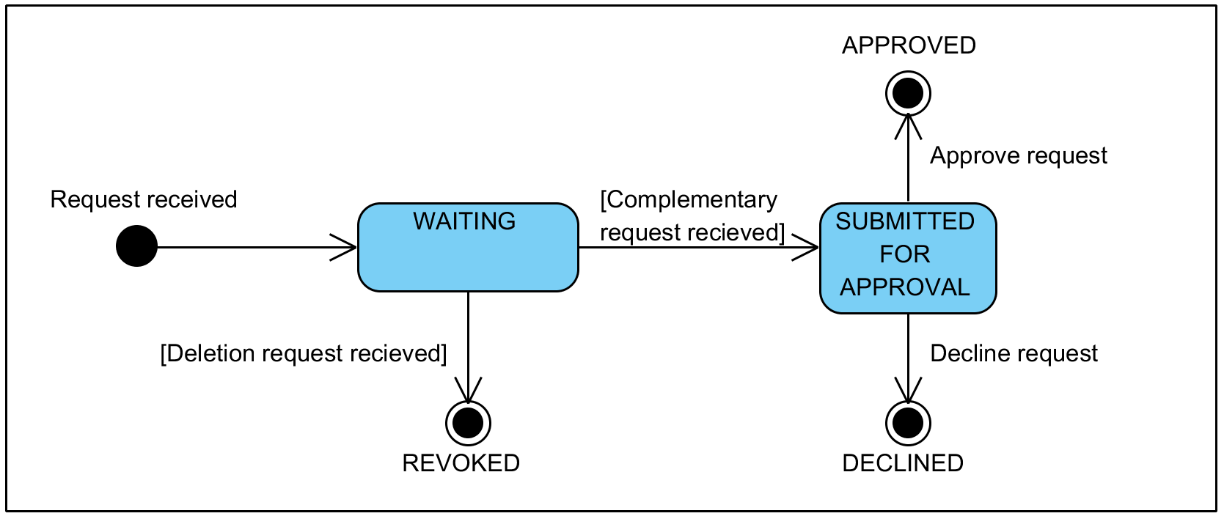 APPROVED
Approve request
Request received
[Complementary
request recieved]
WAITING
SUBMITTED
FOR
APPROVAL
[Deletion request recieved]
Decline request
REVOKED
DECLINED